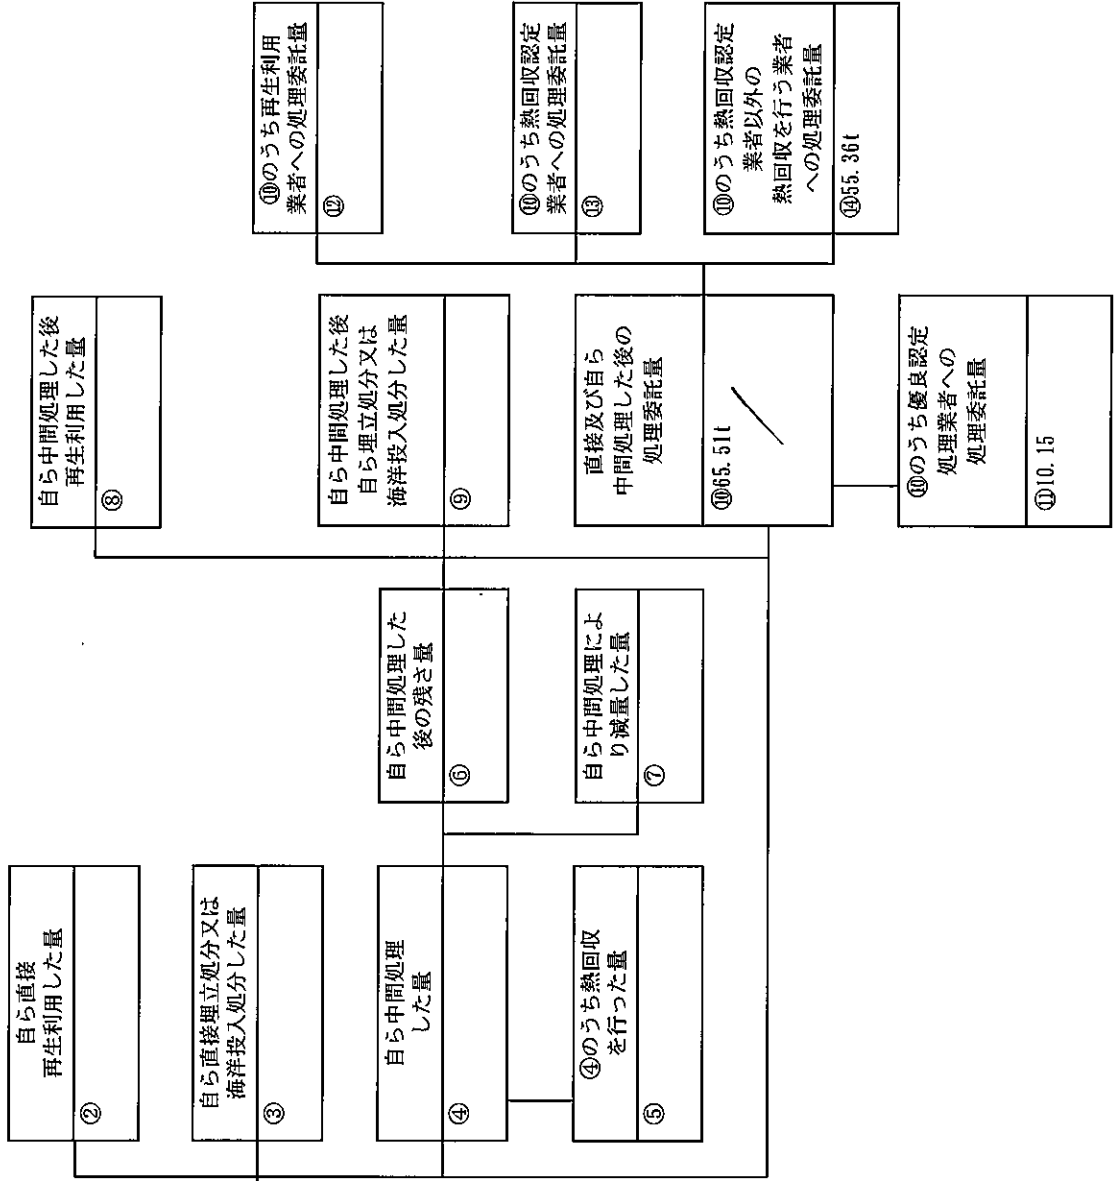 自ら直接
再生利用した量
②
自ら直接埋立処分又は
海洋投入処分した量
③
自ら中間処理
した量
④
④のうち熱回収
を行った量
⑤
自ら中間処理した
後の残さ量
⑥
自ら中間処理によ
り減量した量
⑦
自ら中間処理した後
再生利用した量
⑧
自ら中間処理した後
自ら埋立処分又は
海洋投入処分した量
⑨
直接及び自ら
中間処理した後の
処理委託量
⑩65.51t
⑩のうち優良認定
処理業者への
処理委託量
⑪10.15
⑩のうち再生利用
業者への処理委託量
⑫
⑩のうち熱回収認定
業者への処理委託量
⑬
⑩のうち熱回収認定
業者以外の
熱回収を行う業者
への処理委託量
⑭55.36t